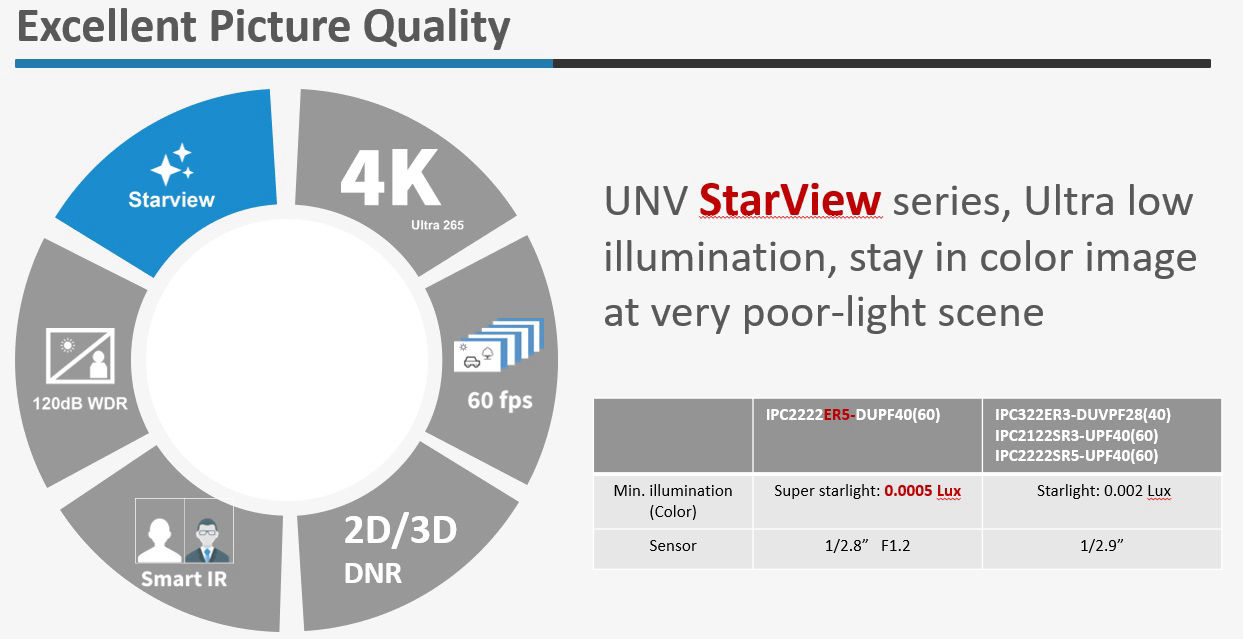 Excellent Picture Quality
Starview
4K
Ultra 265
120dB WDR
60 fps
Smart IR
2D/3D
DNR
UNV StarView series, Ultra low
illumination, stay in color image
at very poor-light scene
IPC2222ER5-DUPF40(60)
IPC322ER3-DUVPF28(40)
IPC2122SR3-UPF40(60)
IPC2222SR5-UPF40(60)
Min. illumination
(Color)
Super starlight: 0.0005 Lux
Starlight: 0.002 Lux
Sensor
1/2.8” F1.2
1/2.9”